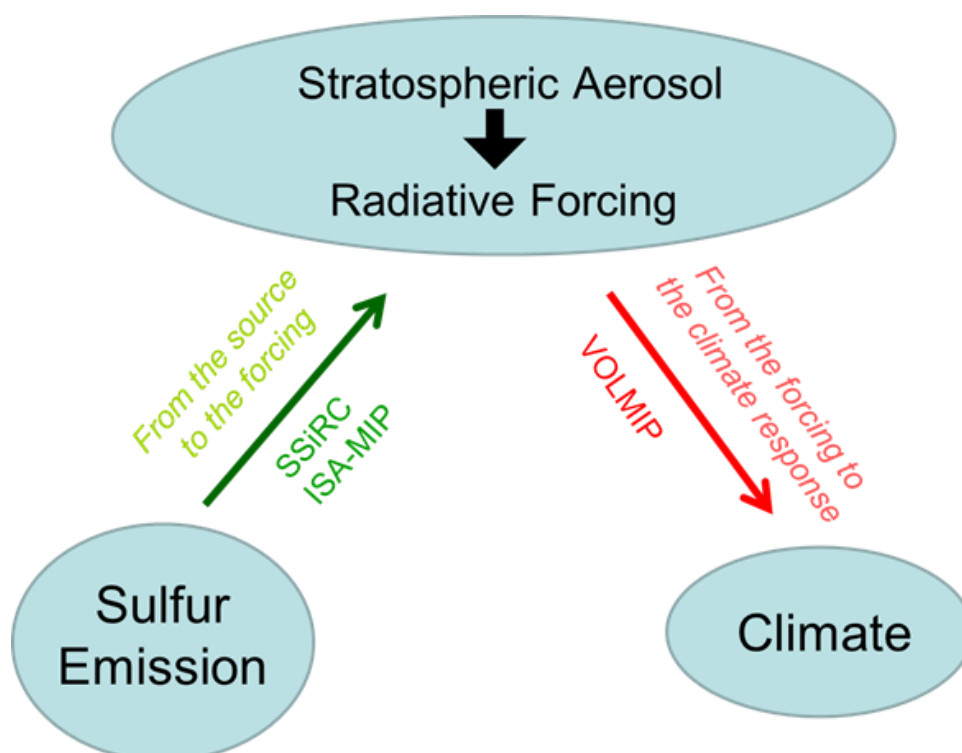 Stratospheric Aerosol
Radiative Forcing
From the source
to the forcing
SSiRC
ISA-MIP
VOLMIP
From the forcing to
the climate response
Sulfur
Emission
Climate